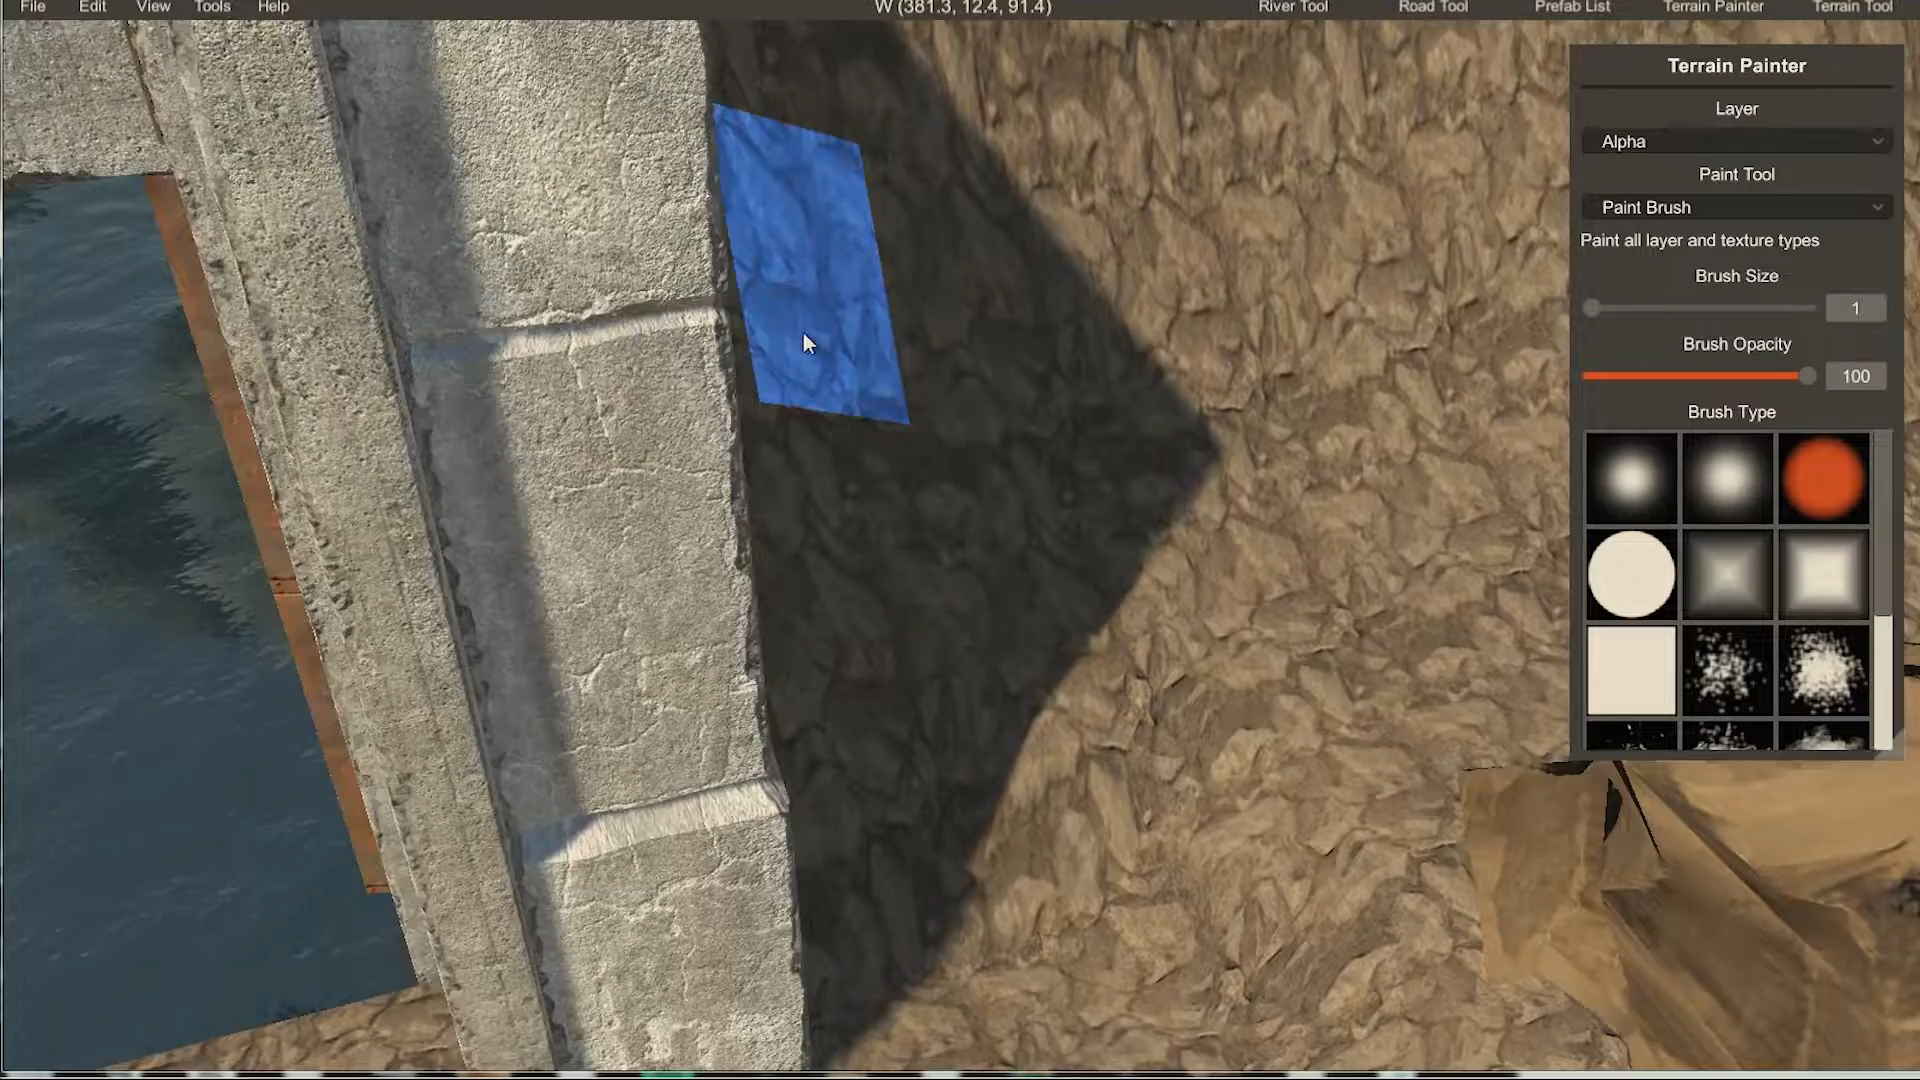 File Edit View Tools Help W (381.3, 12.4, 91.4) River Tool Road Tool Prefab List Terrain Painter Terrain Tool
Terrain Painter
Layer
Alpha
Paint Tool
Paint Brush
Paint all layer and texture types
Brush Size
1
Brush Opacity
100
Brush Type